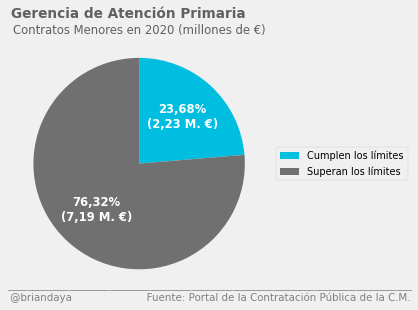 Gerencia de Atención Primaria
Contratos Menores en 2020 (millones de €)
23,68%
(2,23 M. €)
76,32%
(7,19 M. €)
Cumplen los límites
Superan los límites
@briandaya
Fuente: Portal de la Contratación Pública de la C.M.